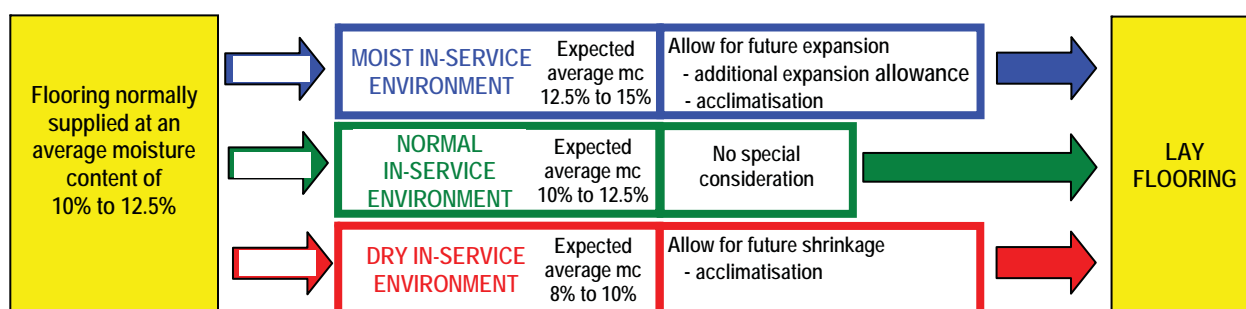 Flooring normally
supplied at an
average moisture
content of
10% to 12.5%
MOIST IN-SERVICE
ENVIRONMENT
Expected
average mc
12.5% to 15%
Allow for future expansion
- additional expansion allowance
- acclimatisation
NORMAL
IN-SERVICE
ENVIRONMENT
Expected
average mc
10% to 12.5%
No special
consideration
DRY IN-SERVICE
ENVIRONMENT
Expected
average mc
8% to 10%
Allow for future shrinkage
- acclimatisation
LAY
FLOORING